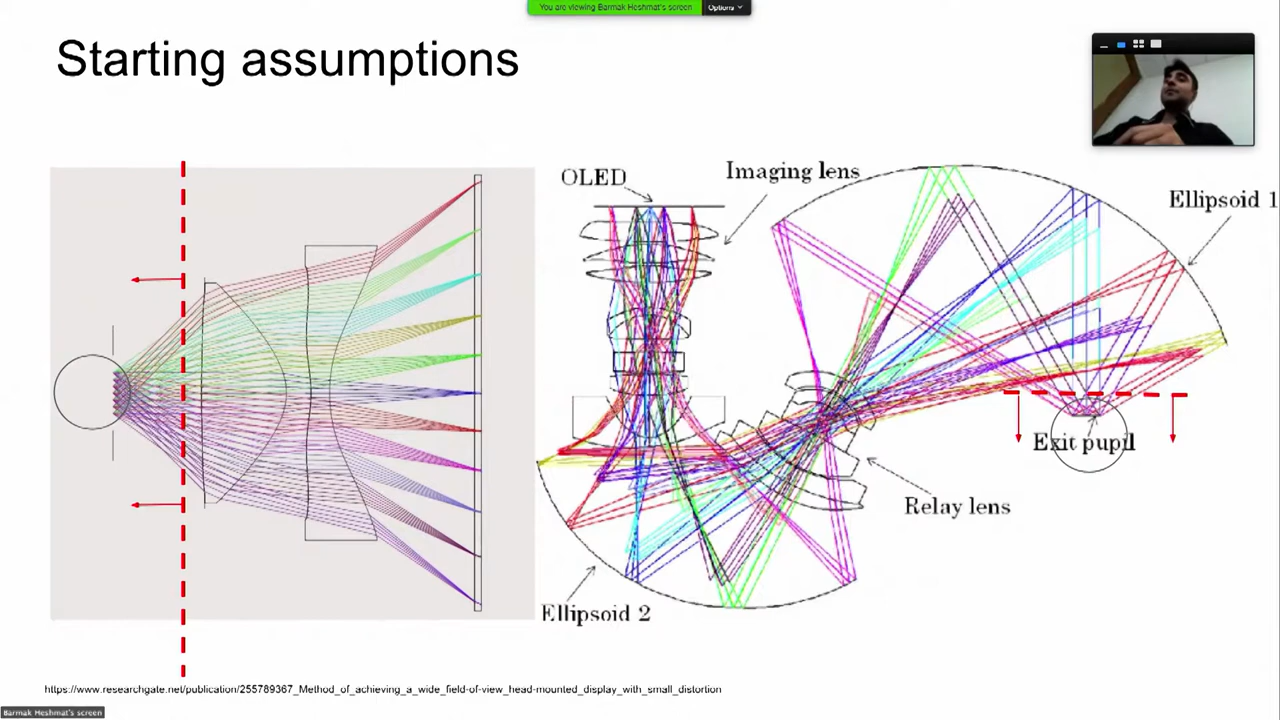 You are viewing Barmak Heshmat's screen
Options
Starting assumptions
OLED
Imaging lens
Ellipsoid 1
Exit pupil
Relay lens
Ellipsoid 2
https://www.researchgate.net/publication/255789367_Method_of_achieving_a_wide_field-of-view_head-mounted_display_with_small_distortion
Barmak Heshmat's screen